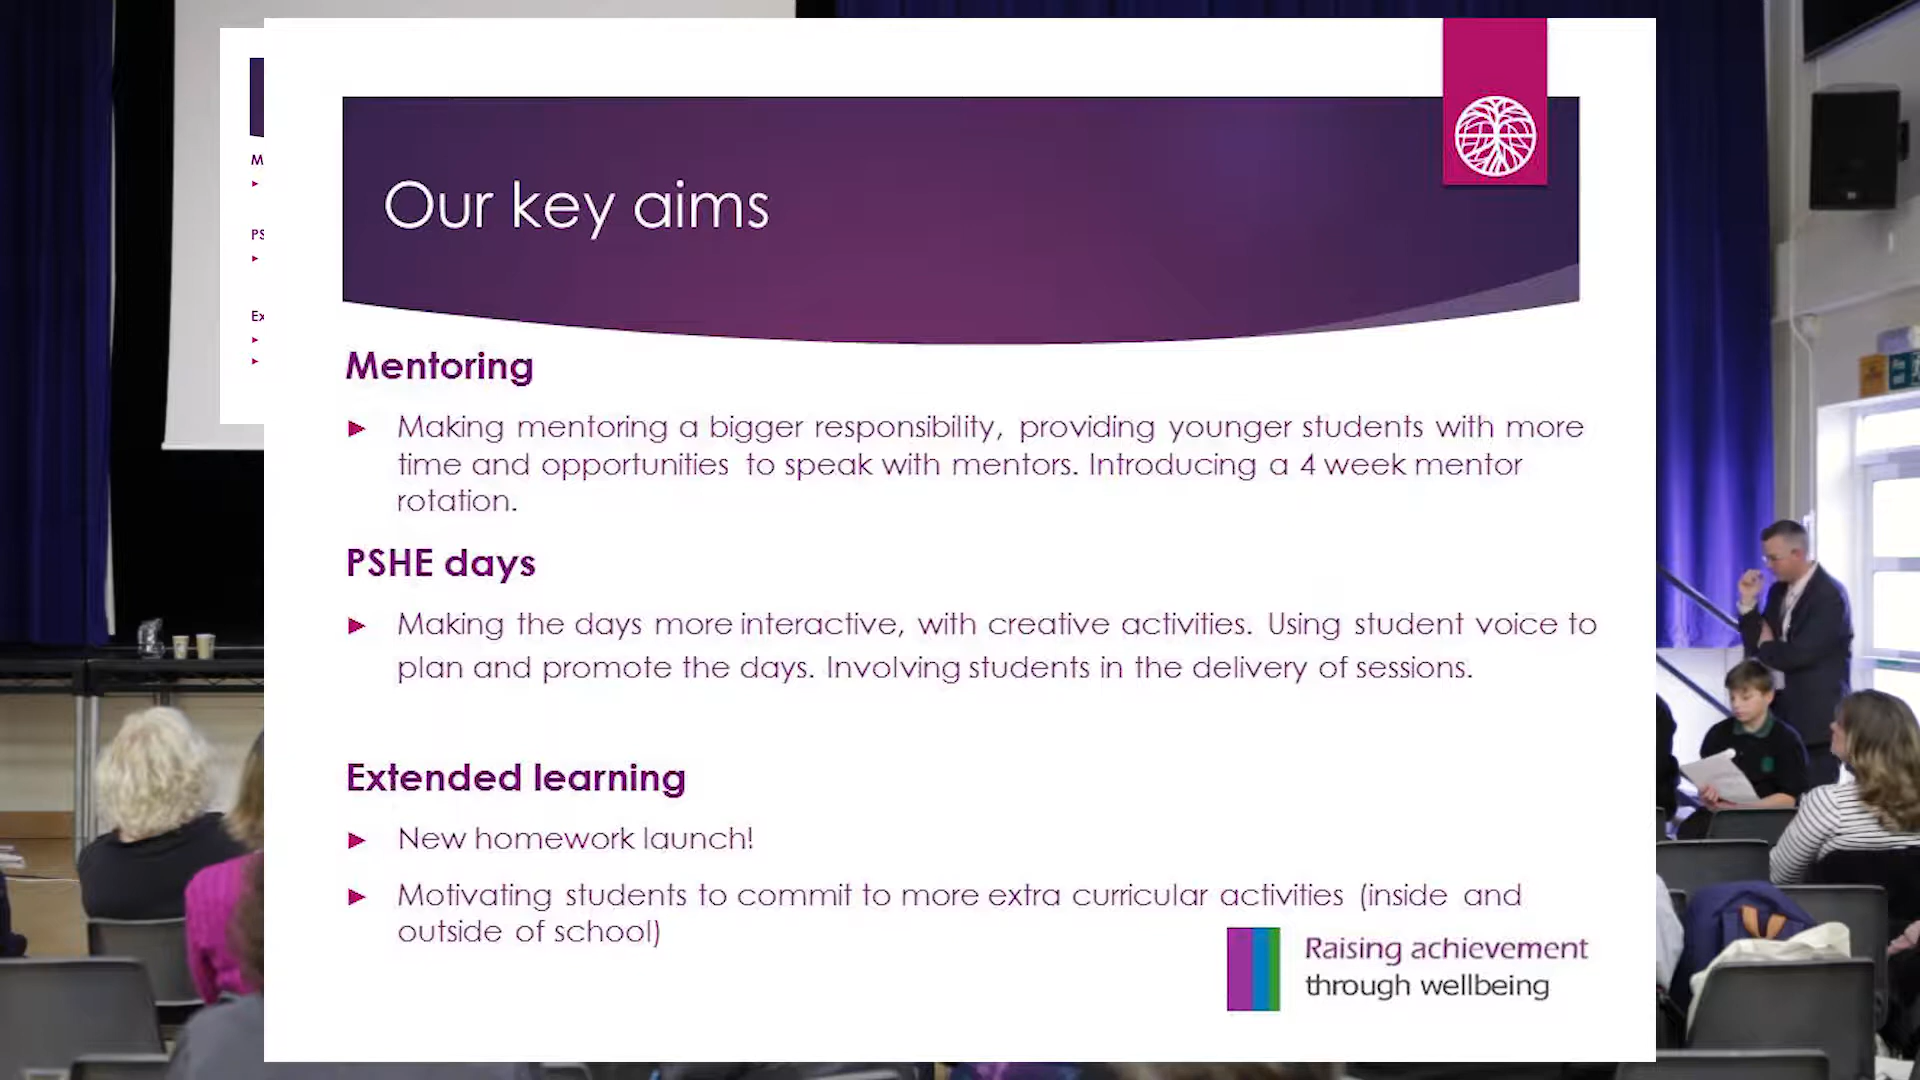 Our key aims
Mentoring
Making mentoring a bigger responsibility, providing younger students with more
time and opportunities to speak with mentors. Introducing a 4 week mentor
rotation.
PSHE days
Making the days more interactive, with creative activities. Using student voice to
plan and promote the days. Involving students in the delivery of sessions.
Extended learning
New homework launch!
Motivating students to commit to more extra curricular activities (inside and
outside of school)
Raising achievement
through wellbeing
M
PS
Ex